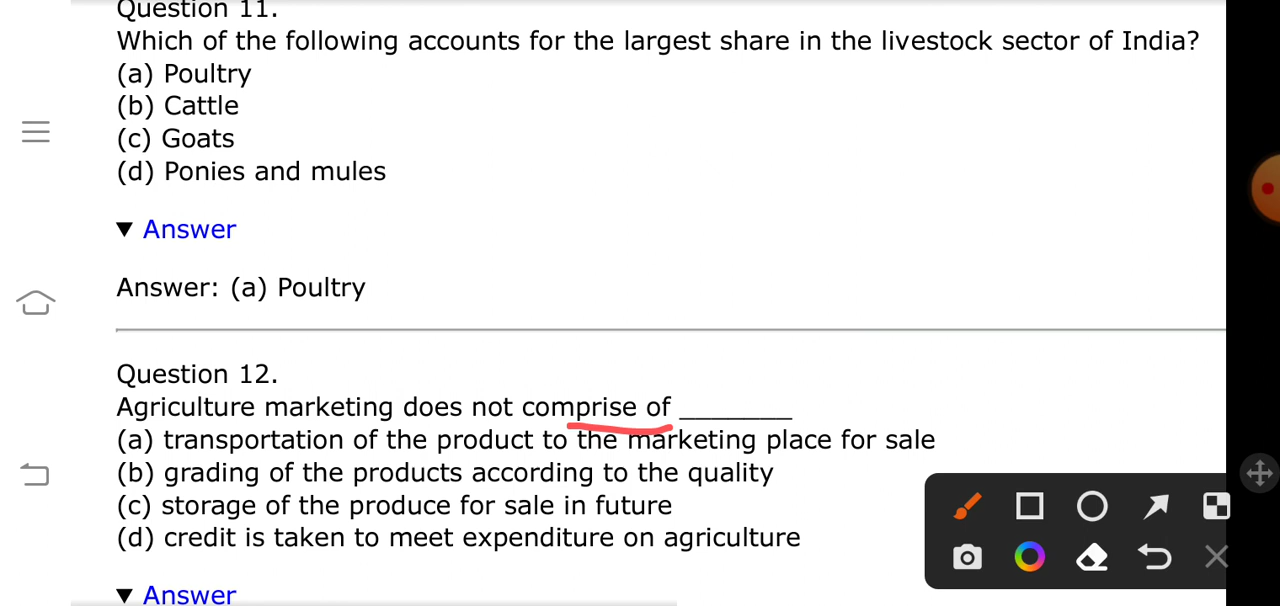 Question 11.
Which of the following accounts for the largest share in the livestock sector of India?
(a) Poultry
(b) Cattle
(c) Goats
(d) Ponies and mules
▼ Answer
Answer: (a) Poultry
Question 12.
Agriculture marketing does not comprise of _______
(a) transportation of the product to the marketing place for sale
(b) grading of the products according to the quality
(c) storage of the produce for sale in future
(d) credit is taken to meet expenditure on agriculture
▼ Answer